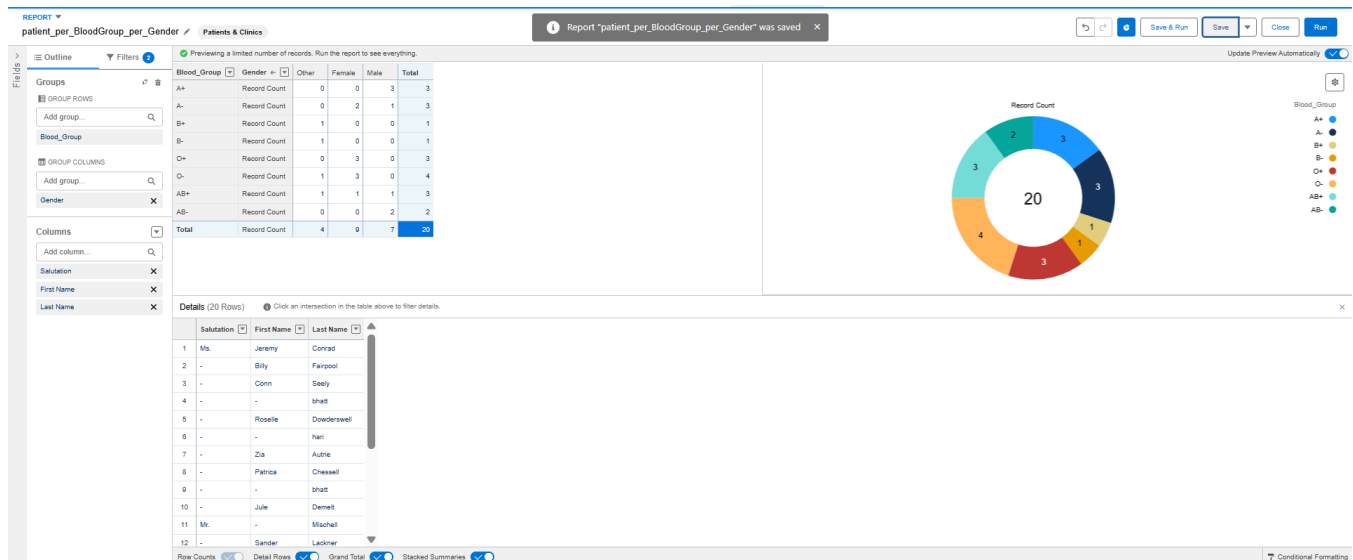 REPORT
patient_per_BloodGroup_per_Gender Patients & Clinics
Report "patient_per_BloodGroup_per_Gender" was saved
Save & Run Save Close Run
Fields
Outline Filters 2
Groups
GROUP ROWS
Add group...
Blood_Group
GROUP COLUMNS
Add group...
Gender
Columns
Add column...
Salutation
First Name
Last Name
Previewing a limited number of records. Run the report to see everything.
Update Preview Automatically
Blood_Group Gender Other Female Male Total
A+ Record Count 0 0 3 3
A- Record Count 0 2 1 3
B+ Record Count 1 0 0 1
B- Record Count 1 0 0 1
O+ Record Count 0 3 0 3
O- Record Count 1 3 0 4
AB+ Record Count 1 1 1 3
AB- Record Count 0 0 2 2
Total Record Count 4 9 7 20
Record Count
3
3
1
1
3
4
3
2
20
Blood_Group
A+
A-
B+
B-
O+
O-
AB+
AB-
Details (20 Rows) Click an intersection in the table above to filter details.
Salutation First Name Last Name
1 Ms. Jeremy Conrad
2 - Billy Fairpool
3 - Conn Seely
4 - - bhatt
5 - Roselle Dowderswell
6 - - hari
7 - Zia Autrie
8 - Patrica Chessell
9 - - bhatt
10 - Jule Demelt
11 Mr. - Mischell
12 - Sander Lackner
Row Counts Detail Rows Grand Total Stacked Summaries
Conditional Formatting